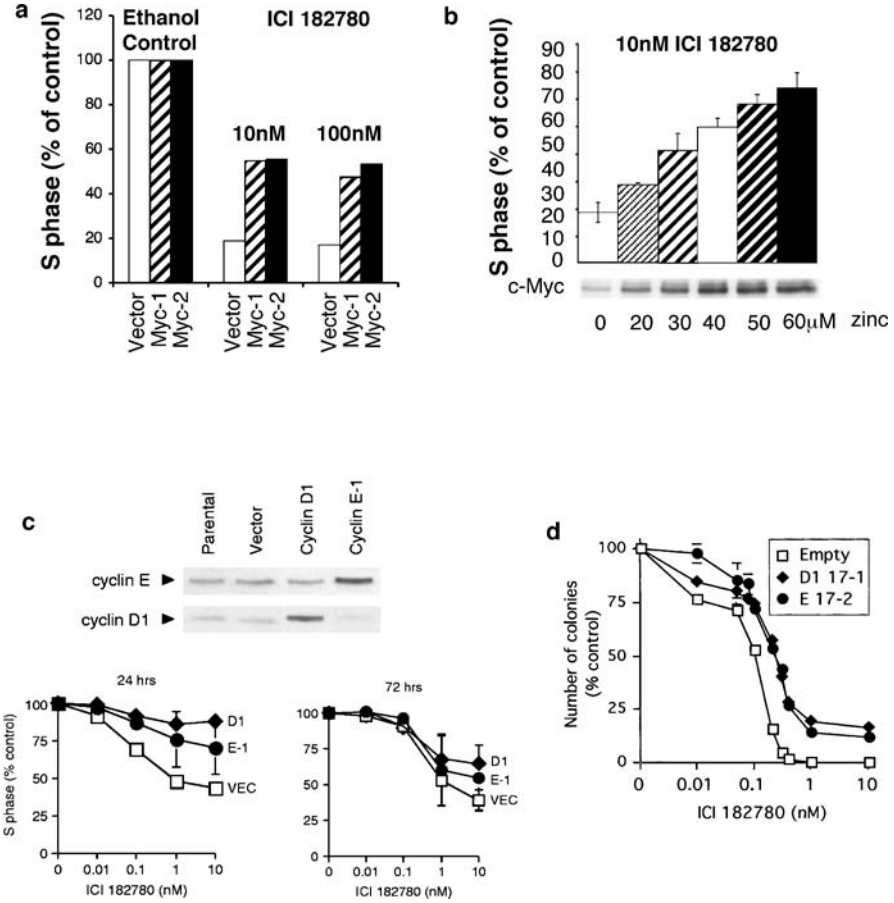 a
Ethanol
Control
ICI 182780
S phase (% of control)
120
100
80
60
40
20
0
10nM
100nM
Vector
Myc-1
Myc-2
Vector
Myc-1
Myc-2
Vector
Myc-1
Myc-2
b
10nM ICI 182780
S phase (% of control)
90
80
70
60
50
40
30
20
10
0
c-Myc
0 20 30 40 50 60μM zinc
c
Parental
Vector
Cyclin D1
Cyclin E-1
cyclin E
cyclin D1
24 hrs
S phase (% control)
100
75
50
25
0
D1
E-1
VEC
0 0.01 0.1 1 10
ICI 182780 (nM)
72 hrs
100
75
50
25
0
D1
E-1
VEC
0 0.01 0.1 1 10
ICI 182780 (nM)
d
Number of colonies
(% control)
100
75
50
25
0
Empty
D1 17-1
E 17-2
0 0.01 0.1 1 10
ICI 182780 (nM)